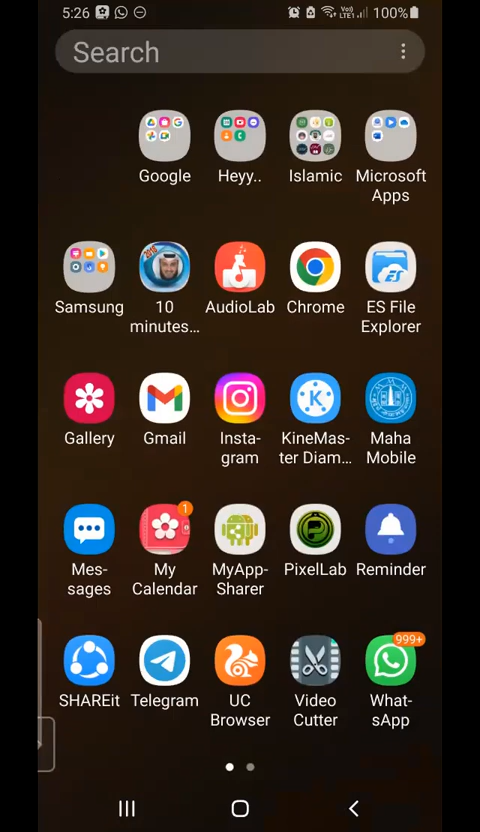 5:26
100%
Search
Google
Heyy..
Islamic
Microsoft
Apps
Samsung
10
minutes...
AudioLab
Chrome
ES File
Explorer
Gallery
Gmail
Insta-
gram
KineMas-
ter Diam...
Maha
Mobile
1
Mes-
sages
My
Calendar
MyApp-
Sharer
PixelLab
Reminder
999+
SHAREit
Telegram
UC
Browser
Video
Cutter
What-
sApp